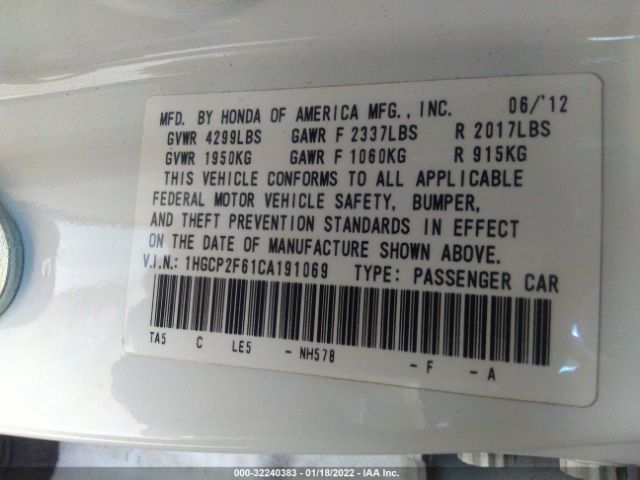 MFD. BY HONDA OF AMERICA MFG., INC. 06/'12
GVWR 4299LBS GAWR F 2337LBS R 2017LBS
GVWR 1950KG GAWR F 1060KG R 915KG
THIS VEHICLE CONFORMS TO ALL APPLICABLE
FEDERAL MOTOR VEHICLE SAFETY, BUMPER,
AND THEFT PREVENTION STANDARDS IN EFFECT
ON THE DATE OF MANUFACTURE SHOWN ABOVE.
V.I.N.: 1HGCP2F61CA191069 TYPE: PASSENGER CAR
TA5 C LE5 - NH578 - F - A
000-32240383 - 01/18/2022 - IAA Inc.